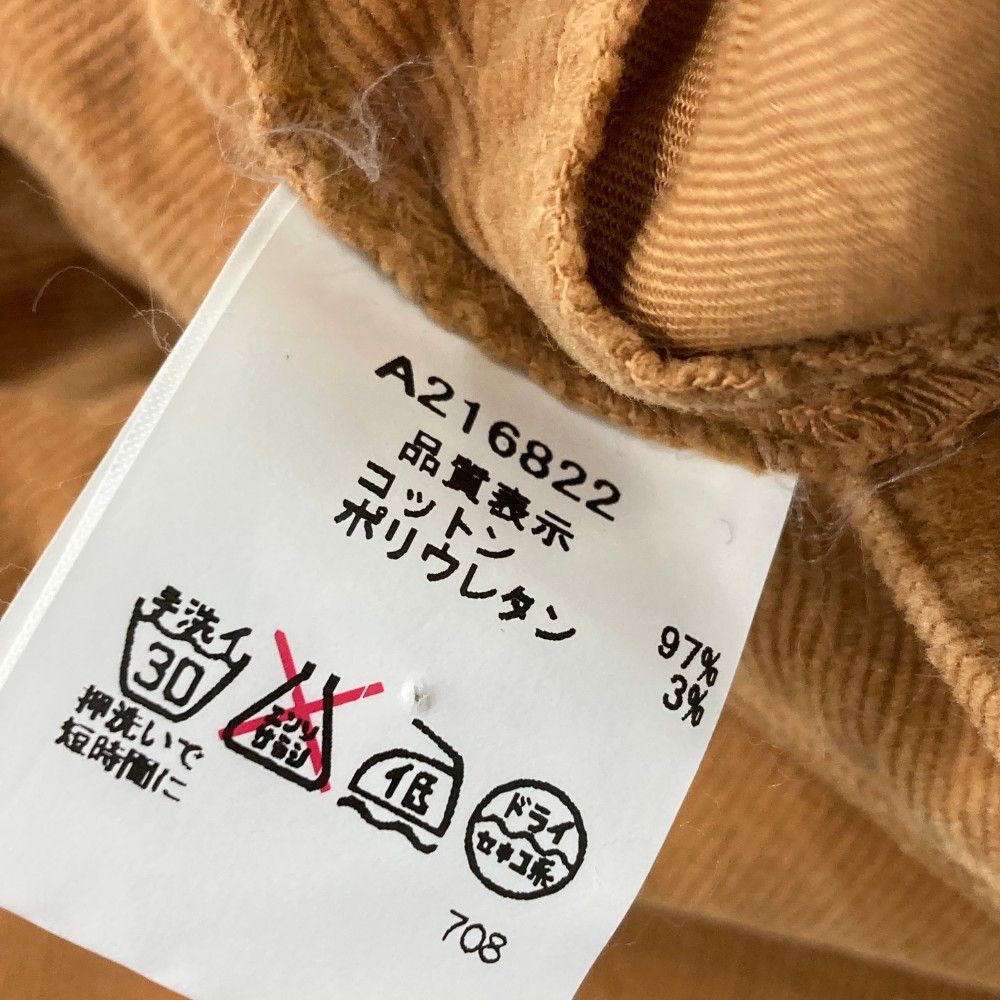 A216822
品質表示
コットン 97%
ポリウレタン 3%
手洗イ
30
押洗いで
短時間に
エンソ
サラシ
低
ドライ
セキユ系
708